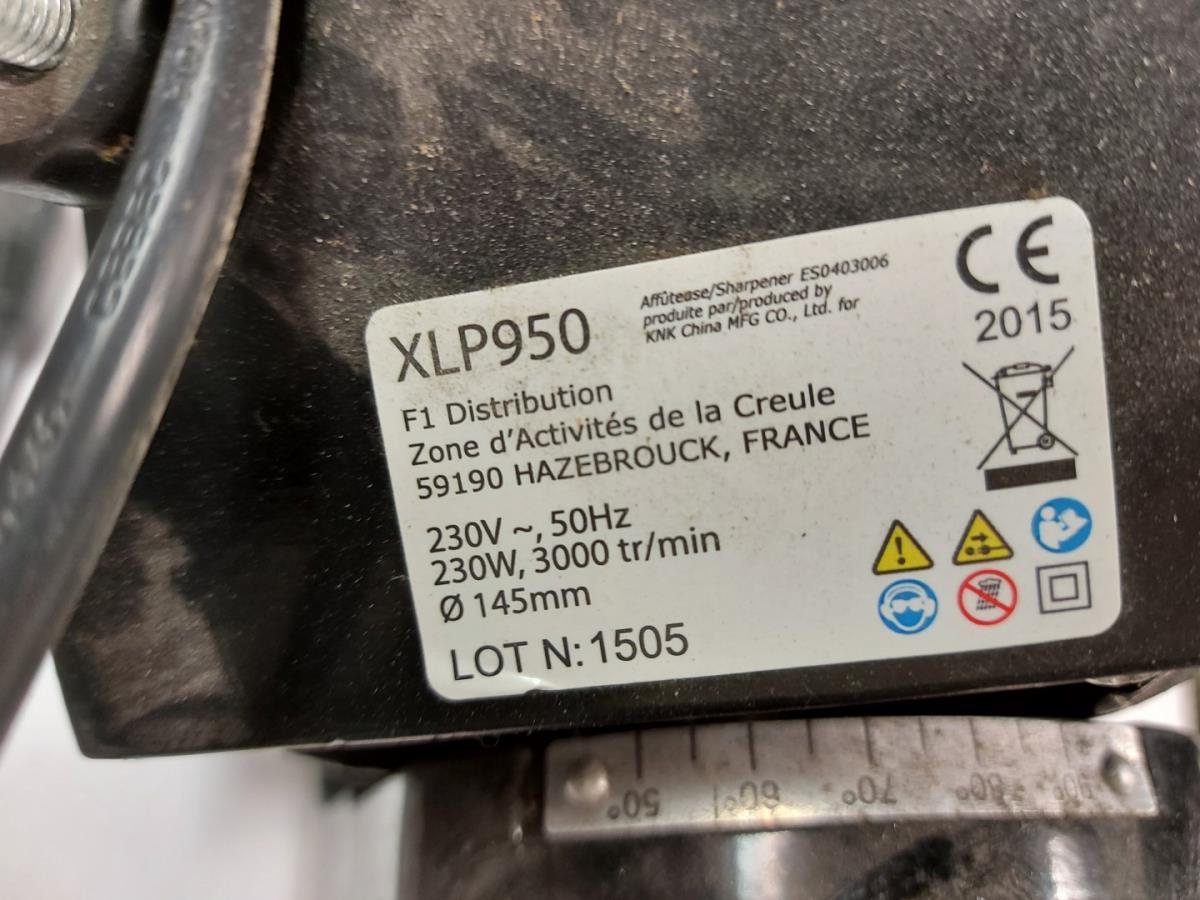 XLP950
Affûtease/Sharpener ES0403006
produite par/produced by
KNK China MFG CO., Ltd. for
CE
2015
F1 Distribution
Zone d'Activités de la Creule
59190 HAZEBROUCK, FRANCE
230V ~, 50Hz
230W, 3000 tr/min
Ø 145mm
LOT N: 1505
50° 60° 70° 80° 90°